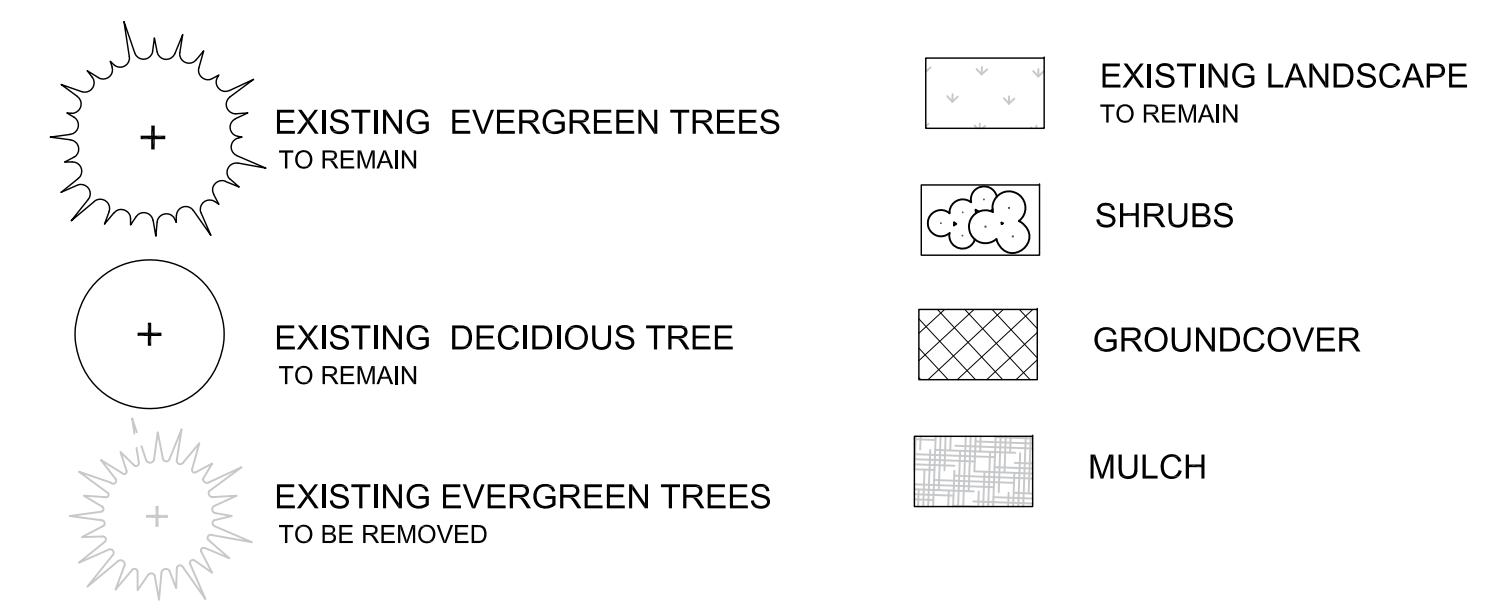 EXISTING EVERGREEN TREES
TO REMAIN
EXISTING DECIDIOUS TREE
TO REMAIN
EXISTING EVERGREEN TREES
TO BE REMOVED
EXISTING LANDSCAPE
TO REMAIN
SHRUBS
GROUNDCOVER
MULCH